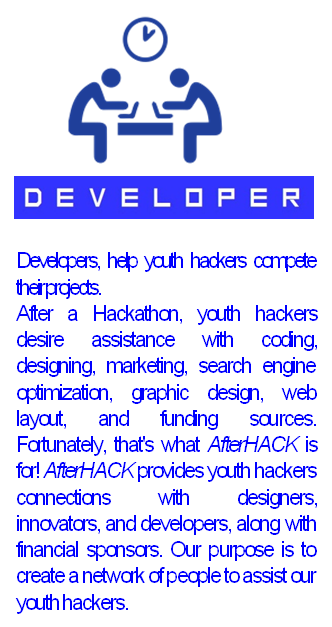 DEVELOPER
Developers, help youth hackers compete
their projects.
After a Hackathon, youth hackers
desire assistance with coding,
designing, marketing, search engine
optimization, graphic design, web
layout, and funding sources.
Fortunately, that's what AfterHACK is
for! AfterHACK provides youth hackers
connections with designers,
innovators, and developers, along with
financial sponsors. Our purpose is to
create a network of people to assist our
youth hackers.